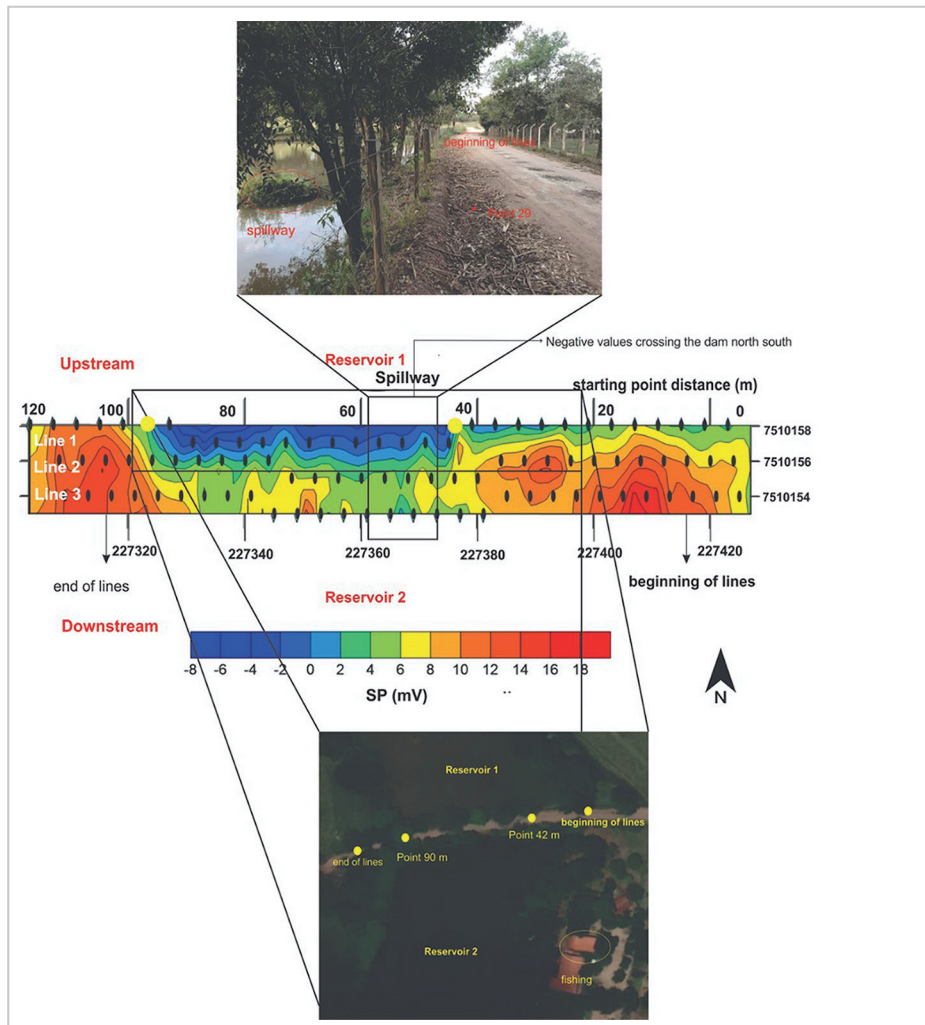 beginning of lines
Point 29
spillway
Negative values crossing the dam north south
Upstream
Reservoir 1
Spillway
starting point distance (m)
120
100
80
60
40
20
0
Line 1
7510158
Line 2
7510156
Line 3
7510154
227320
227340
227360
227380
227400
227420
end of lines
beginning of lines
Reservoir 2
Downstream
-8 -6 -4 -2 0 2 4 6 8 10 12 14 16 18
SP (mV)
N
Reservoir 1
beginning of lines
Point 42 m
Point 90 m
end of lines
Reservoir 2
fishing